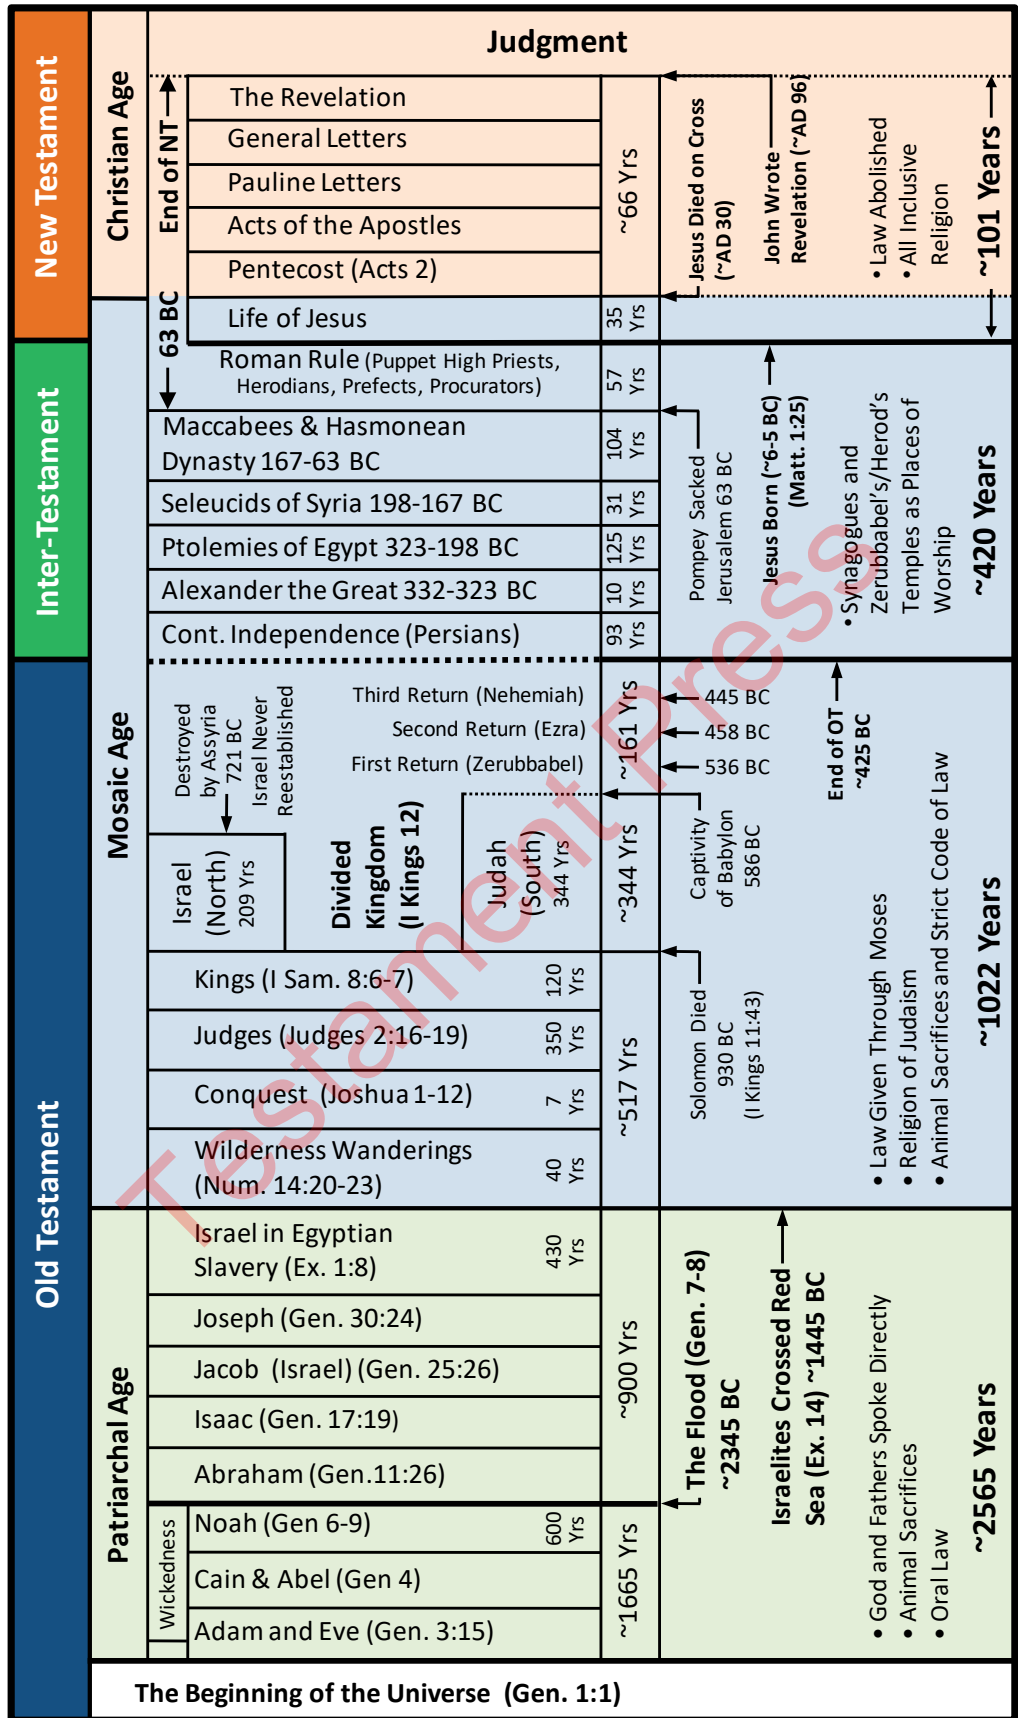 Judgment
New Testament
Christian Age
End of NT
63 BC
The Revelation
General Letters
Pauline Letters
Acts of the Apostles
Pentecost (Acts 2)
~66 Yrs
Jesus Died on Cross
(~AD 30)
John Wrote
Revelation (~AD 96)
• Law Abolished
• All Inclusive
Religion
~101 Years
Life of Jesus
35
Yrs
Inter-Testament
Roman Rule (Puppet High Priests,
Herodians, Prefects, Procurators)
57
Yrs
Maccabees & Hasmonean
Dynasty 167-63 BC
104
Yrs
Seleucids of Syria 198-167 BC
31
Yrs
Ptolemies of Egypt 323-198 BC
125
Yrs
Alexander the Great 332-323 BC
10
Yrs
Cont. Independence (Persians)
93
Yrs
Pompey Sacked
Jerusalem 63 BC
Jesus Born (~6-5 BC)
(Matt. 1:25)
• Synagogues and
Zerubbabel's/Herod's
Temples as Places of
Worship
~420 Years
Old Testament
Mosaic Age
Destroyed
by Assyria
721 BC
Israel Never
Reestablished
Third Return (Nehemiah)
Second Return (Ezra)
First Return (Zerubbabel)
~161 Yrs
445 BC
458 BC
536 BC
End of OT
~425 BC
Israel
(North)
209 Yrs
Divided
Kingdom
(I Kings 12)
Judah
(South)
344 Yrs
~344 Yrs
Captivity
of Babylon
586 BC
Kings (I Sam. 8:6-7)
120
Yrs
Judges (Judges 2:16-19)
350
Yrs
Conquest (Joshua 1-12)
7
Yrs
Wilderness Wanderings
(Num. 14:20-23)
40
Yrs
~517 Yrs
Solomon Died
930 BC
(I Kings 11:43)
• Law Given Through Moses
• Religion of Judaism
• Animal Sacrifices and Strict Code of Law
~1022 Years
Patriarchal Age
Israel in Egyptian
Slavery (Ex. 1:8)
430
Yrs
Joseph (Gen. 30:24)
Jacob (Israel) (Gen. 25:26)
Isaac (Gen. 17:19)
Abraham (Gen.11:26)
~900 Yrs
The Flood (Gen. 7-8)
~2345 BC
Israelites Crossed Red
Sea (Ex. 14) ~1445 BC
• God and Fathers Spoke Directly
• Animal Sacrifices
• Oral Law
~2565 Years
Wickedness
Noah (Gen 6-9)
600
Yrs
Cain & Abel (Gen 4)
Adam and Eve (Gen. 3:15)
~1665 Yrs
The Beginning of the Universe (Gen. 1:1)
Testament Press